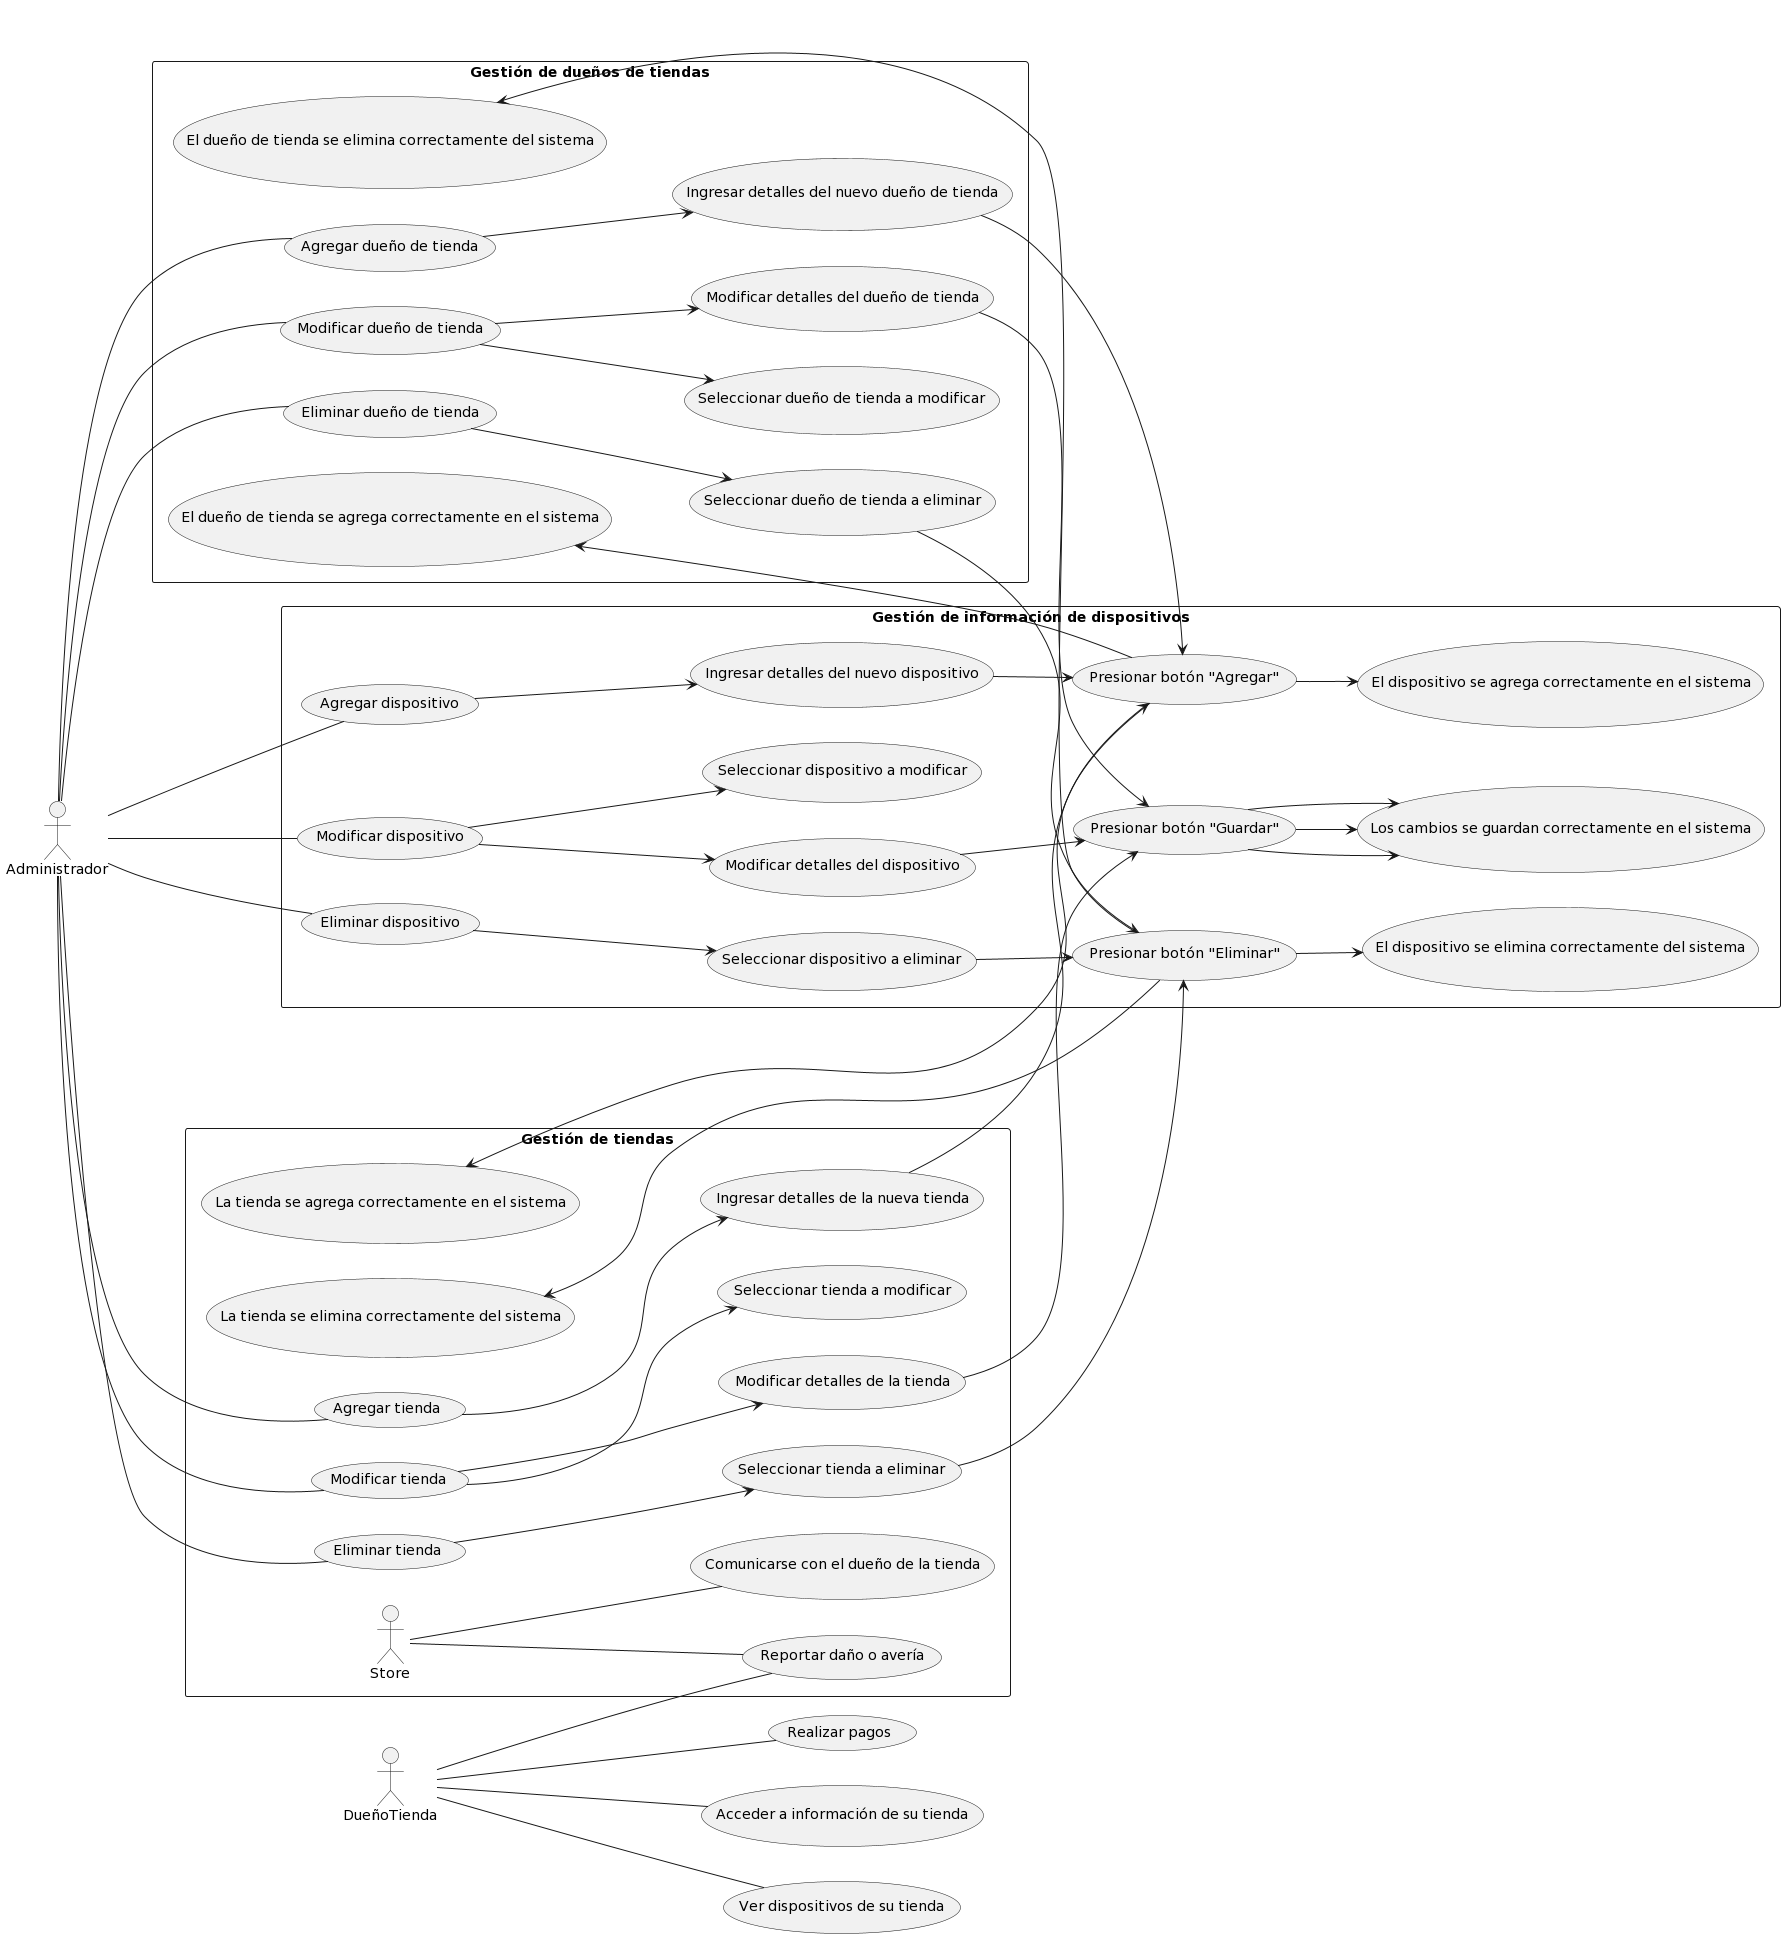 Gestión de dueños de tiendas
El dueño de tienda se elimina correctamente del sistema
Ingresar detalles del nuevo dueño de tienda
Agregar dueño de tienda
Modificar detalles del dueño de tienda
Modificar dueño de tienda
Seleccionar dueño de tienda a modificar
Eliminar dueño de tienda
Seleccionar dueño de tienda a eliminar
El dueño de tienda se agrega correctamente en el sistema
Gestión de información de dispositivos
Ingresar detalles del nuevo dispositivo
Presionar botón "Agregar"
El dispositivo se agrega correctamente en el sistema
Agregar dispositivo
Seleccionar dispositivo a modificar
Presionar botón "Guardar"
Los cambios se guardan correctamente en el sistema
Modificar dispositivo
Modificar detalles del dispositivo
Administrador
Eliminar dispositivo
El dispositivo se elimina correctamente del sistema
Presionar botón "Eliminar"
Seleccionar dispositivo a eliminar
Gestión de tiendas
La tienda se agrega correctamente en el sistema
Ingresar detalles de la nueva tienda
Seleccionar tienda a modificar
La tienda se elimina correctamente del sistema
Modificar detalles de la tienda
Agregar tienda
Seleccionar tienda a eliminar
Modificar tienda
Eliminar tienda
Comunicarse con el dueño de la tienda
Reportar daño o avería
Store
Realizar pagos
Acceder a información de su tienda
DueñoTienda
Ver dispositivos de su tienda